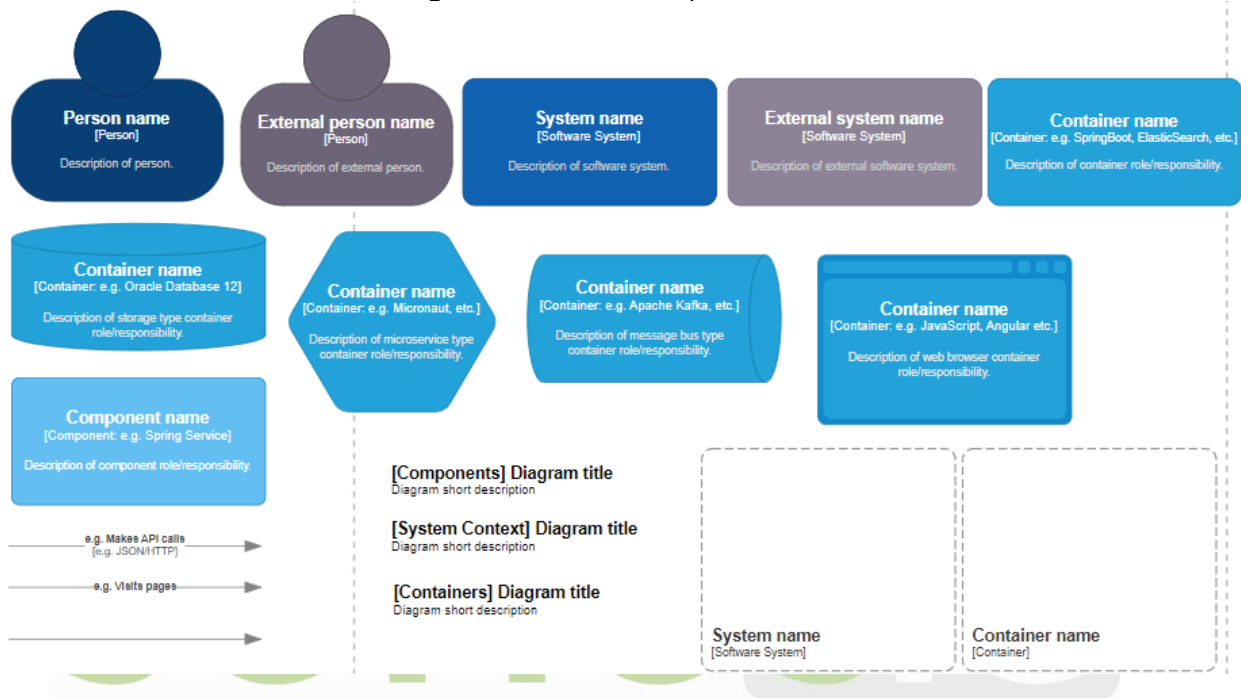 Person name
[Person]
Description of person.
External person name
[Person]
Description of external person.
System name
[Software System]
Description of software system.
External system name
[Software System]
Description of external software system.
Container name
[Container: e.g. SpringBoot, ElasticSearch, etc.]
Description of container role/responsibility.
Container name
[Container: e.g. Oracle Database 12]
Description of storage type container
role/responsibility.
Container name
[Container: e.g. Micronaut, etc.]
Description of microservice type
container role/responsibility.
Container name
[Container: e.g. Apache Kafka, etc.]
Description of message bus type
container role/responsibility.
Container name
[Container: e.g. JavaScript, Angular etc.]
Description of web browser container
role/responsibility.
Component name
[Component: e.g. Spring Service]
Description of component role/responsibility.
e.g. Makes API calls
[e.g. JSON/HTTP]
e.g. Visits pages
[Components] Diagram title
Diagram short description
[System Context] Diagram title
Diagram short description
[Containers] Diagram title
Diagram short description
System name
[Software System]
Container name
[Container]